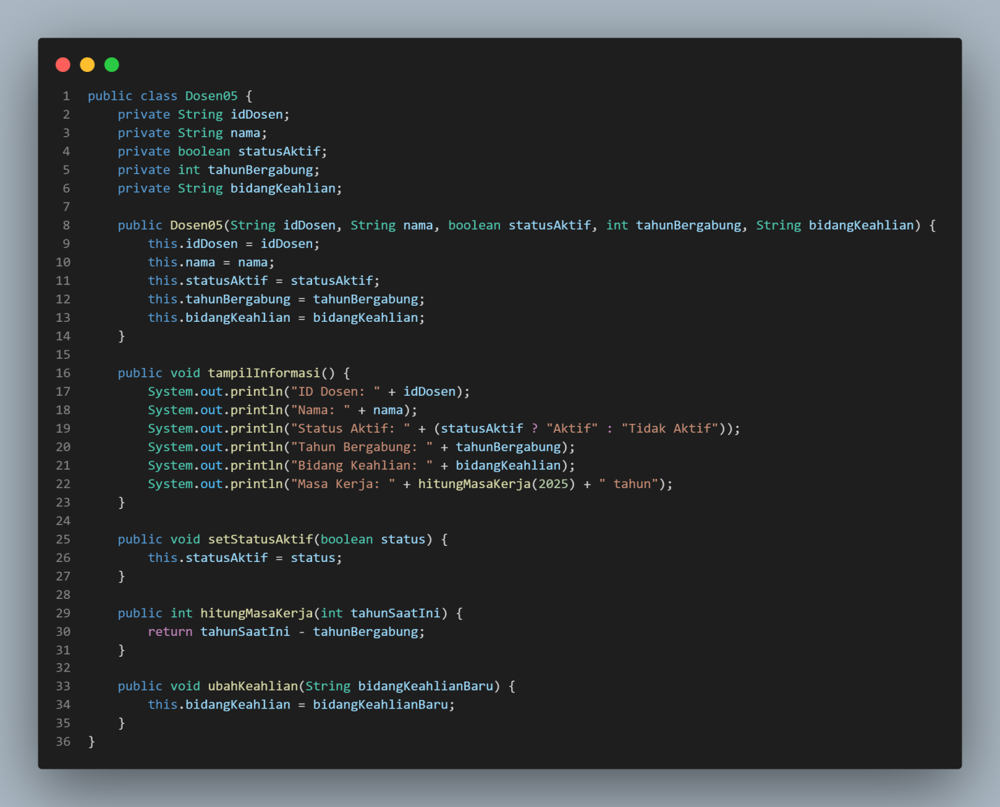 1 public class Dosen05 {
2     private String idDosen;
3     private String nama;
4     private boolean statusAktif;
5     private int tahunBergabung;
6     private String bidangKeahlian;
7
8     public Dosen05(String idDosen, String nama, boolean statusAktif, int tahunBergabung, String bidangKeahlian) {
9         this.idDosen = idDosen;
10         this.nama = nama;
11         this.statusAktif = statusAktif;
12         this.tahunBergabung = tahunBergabung;
13         this.bidangKeahlian = bidangKeahlian;
14     }
15
16     public void tampilInformasi() {
17         System.out.println("ID Dosen: " + idDosen);
18         System.out.println("Nama: " + nama);
19         System.out.println("Status Aktif: " + (statusAktif ? "Aktif" : "Tidak Aktif"));
20         System.out.println("Tahun Bergabung: " + tahunBergabung);
21         System.out.println("Bidang Keahlian: " + bidangKeahlian);
22         System.out.println("Masa Kerja: " + hitungMasaKerja(2025) + " tahun");
23     }
24
25     public void setStatusAktif(boolean status) {
26         this.statusAktif = status;
27     }
28
29     public int hitungMasaKerja(int tahunSaatIni) {
30         return tahunSaatIni - tahunBergabung;
31     }
32
33     public void ubahKeahlian(String bidangKeahlianBaru) {
34         this.bidangKeahlian = bidangKeahlianBaru;
35     }
36 }